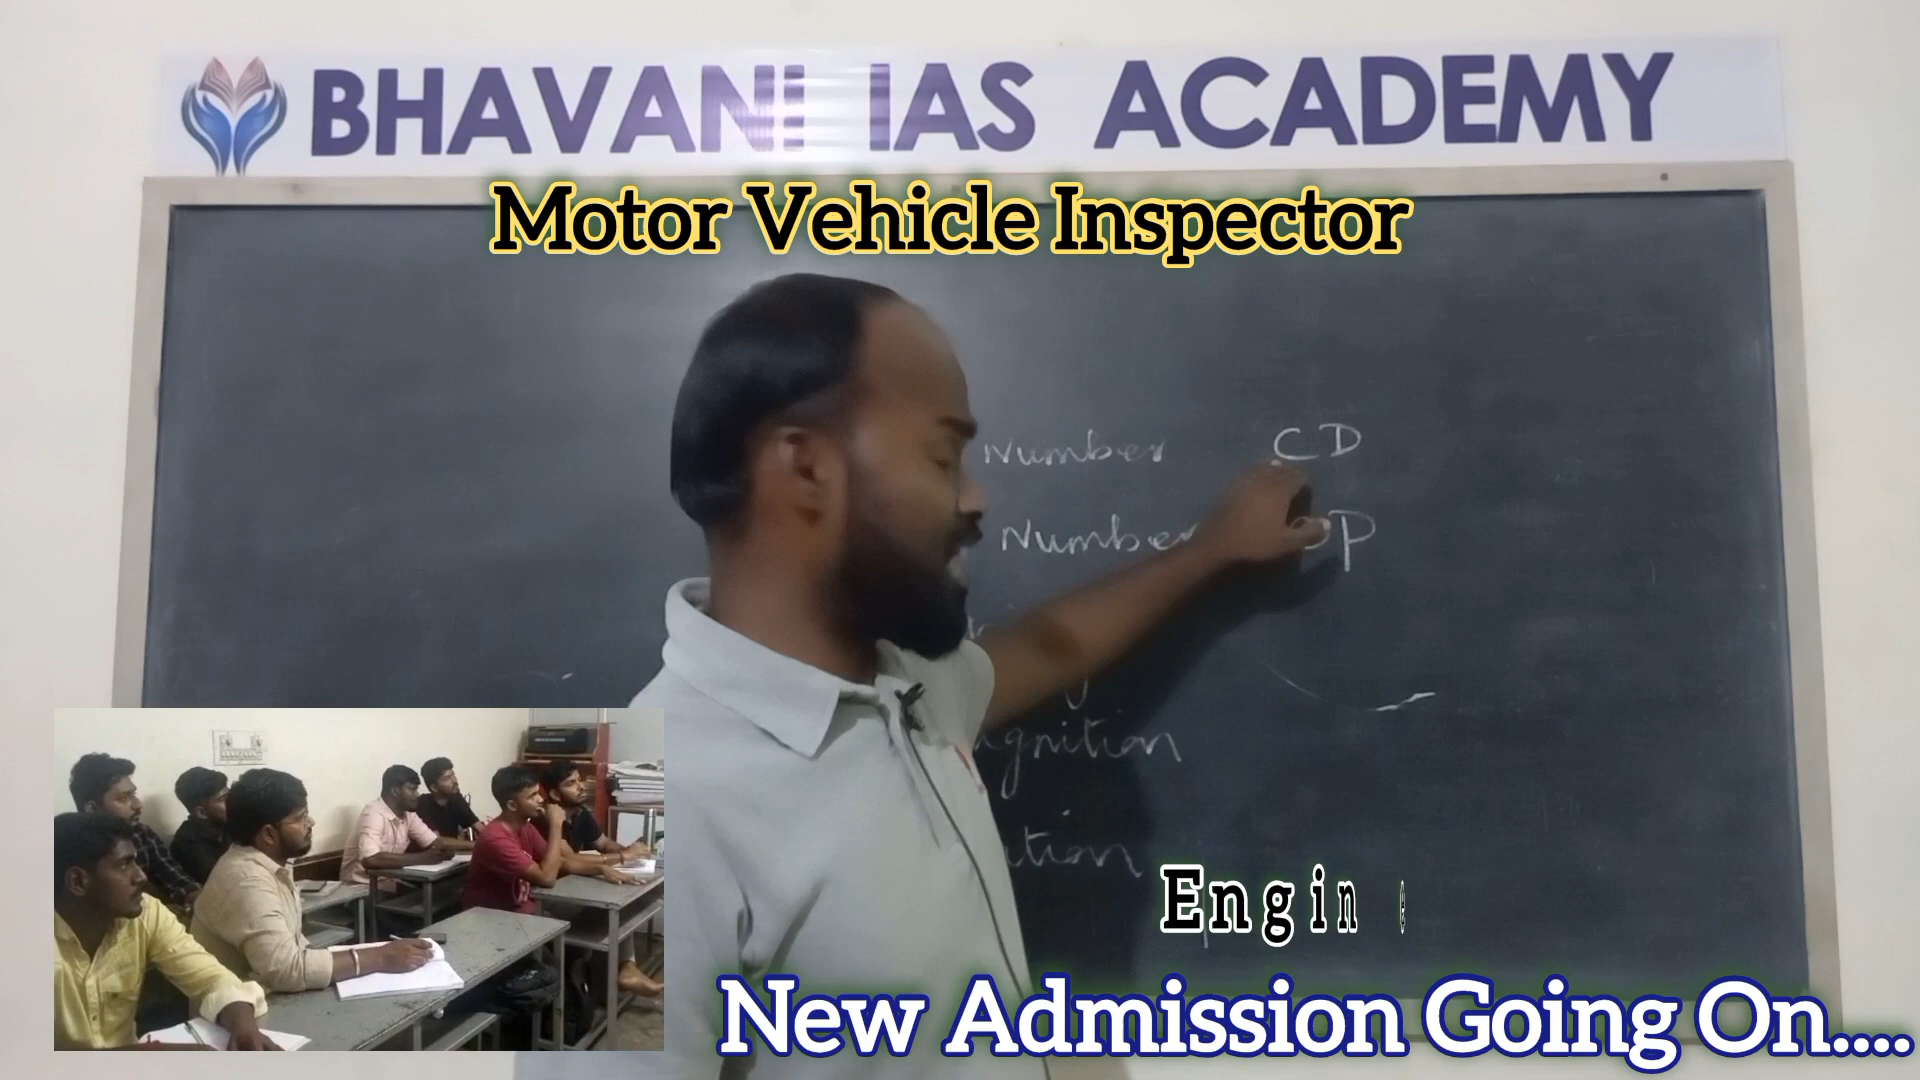 BHAVANI IAS ACADEMY
Motor Vehicle Inspector
Number CD
Number
Engin
New Admission Going On....